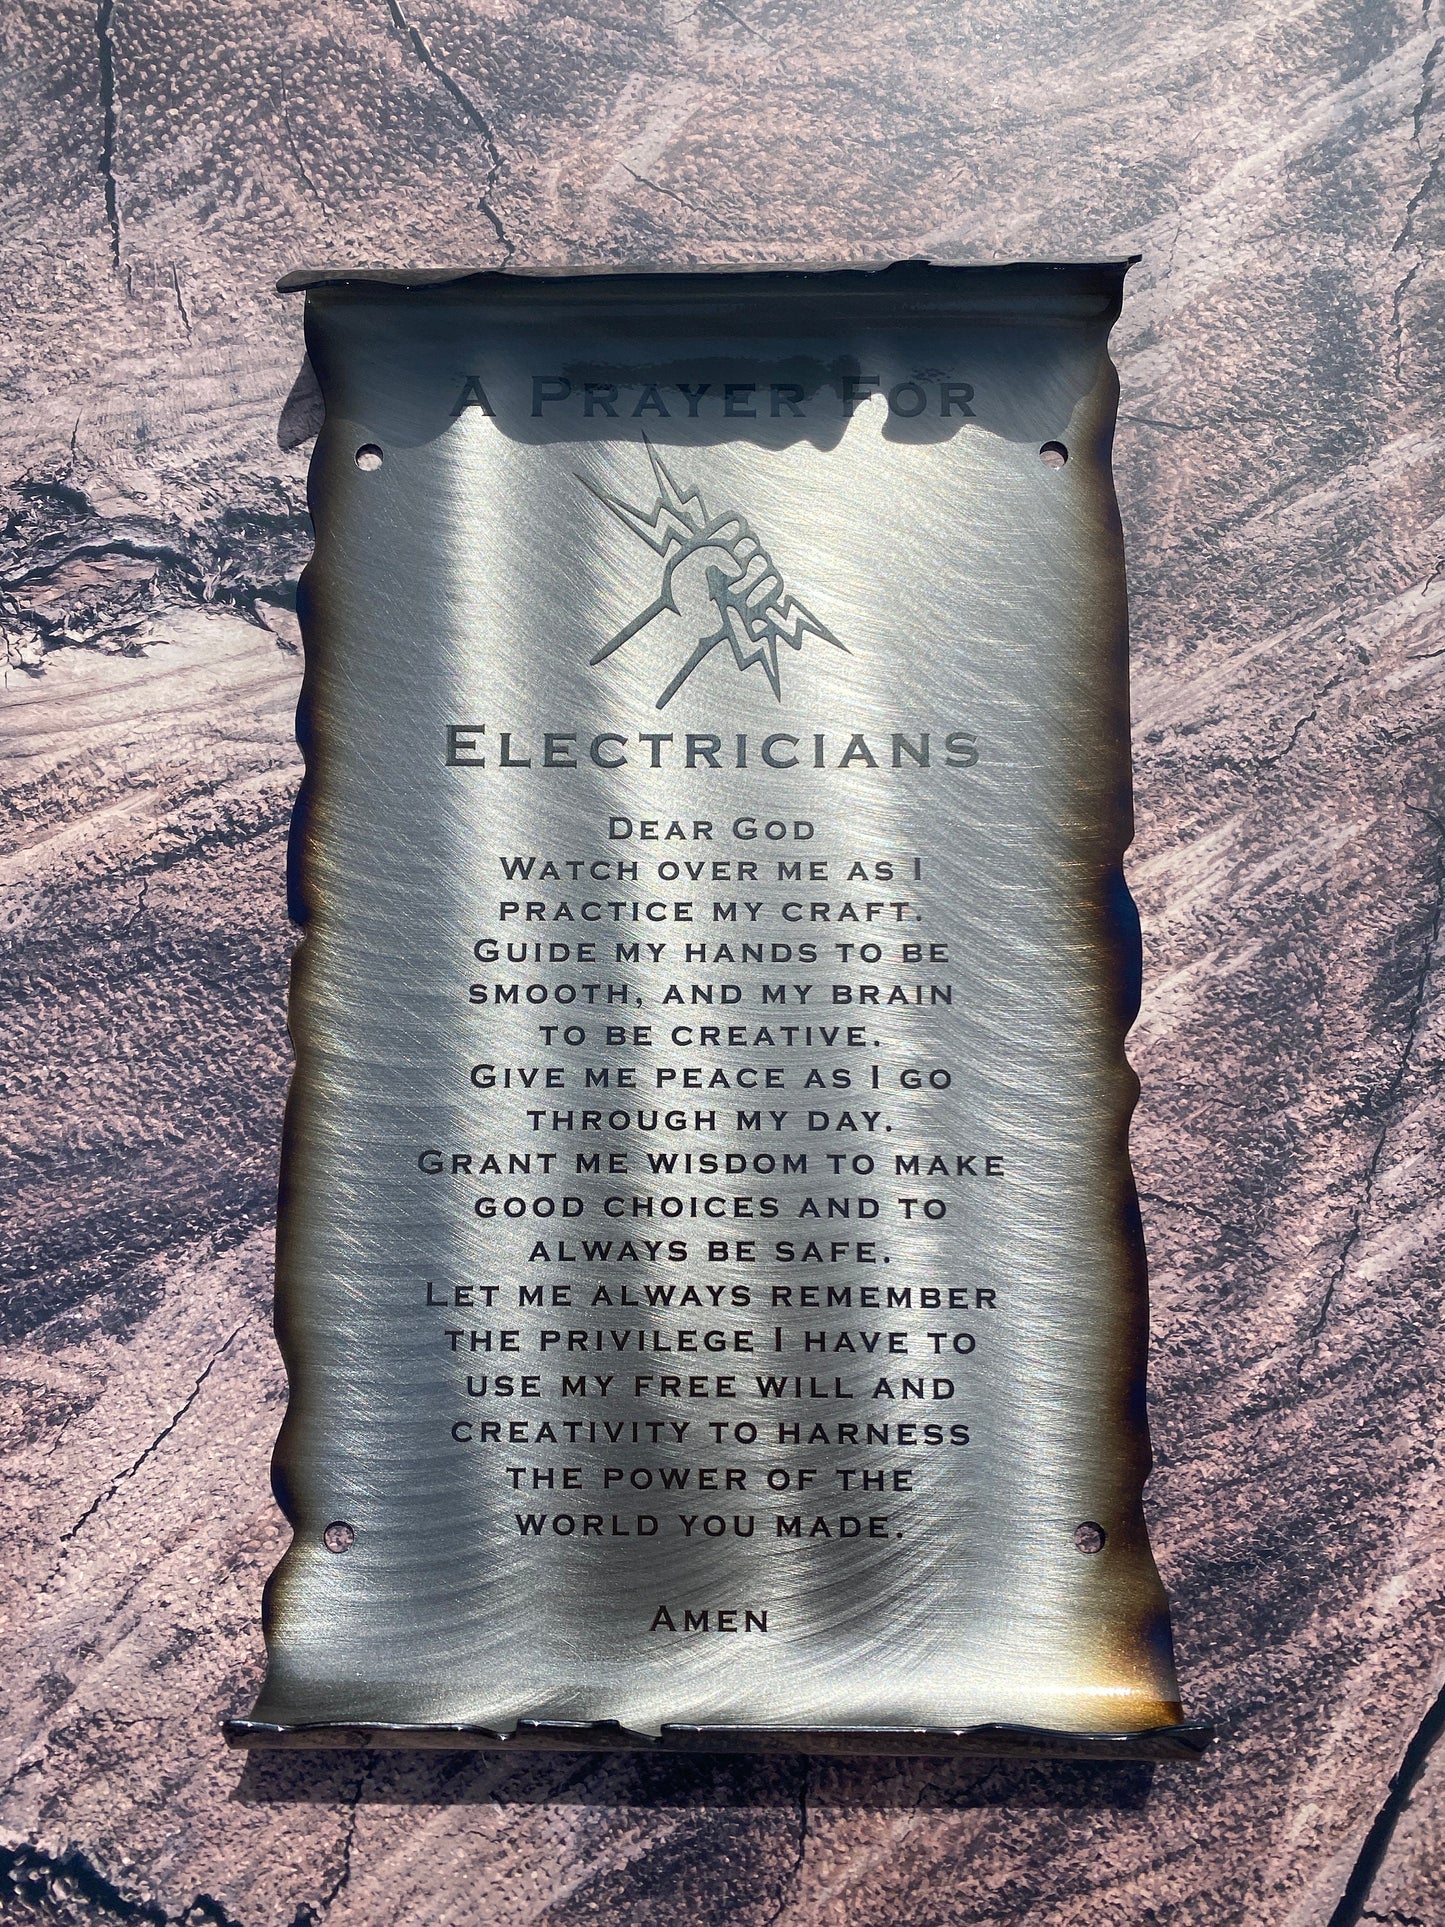 A Prayer For
Electricians
Dear God
Watch over me as I
practice my craft.
Guide my hands to be
smooth, and my brain
to be creative.
Give me peace as I go
through my day.
Grant me wisdom to make
good choices and to
always be safe.
Let me always remember
the privilege I have to
use my free will and
creativity to harness
the power of the
world you made.
Amen